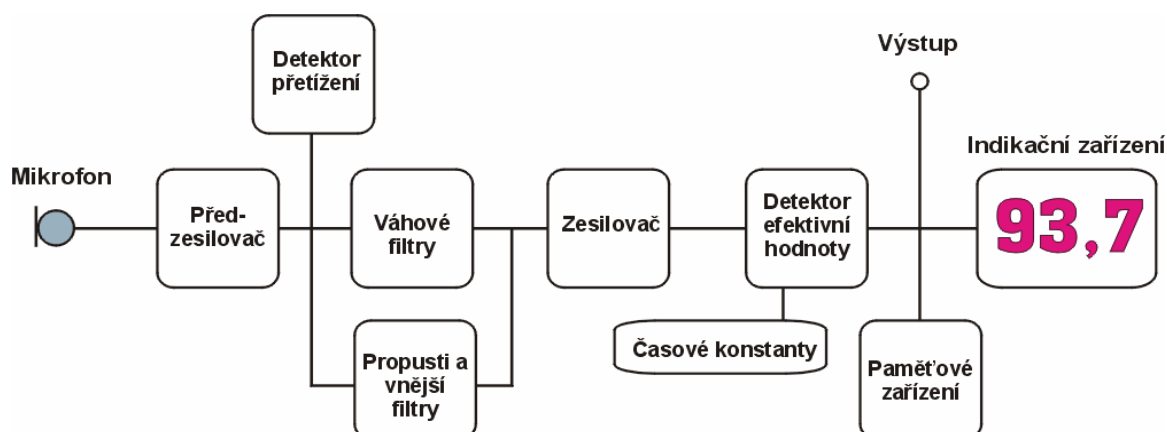 Detektor
přetížení
Výstup
Indikační zařízení
Mikrofon
Před-
zesilovač
Váhové
filtry
Zesilovač
Detektor
efektivní
hodnoty
93,7
Propusti a
vnější
filtry
Časové konstanty
Paměťové
zařízení